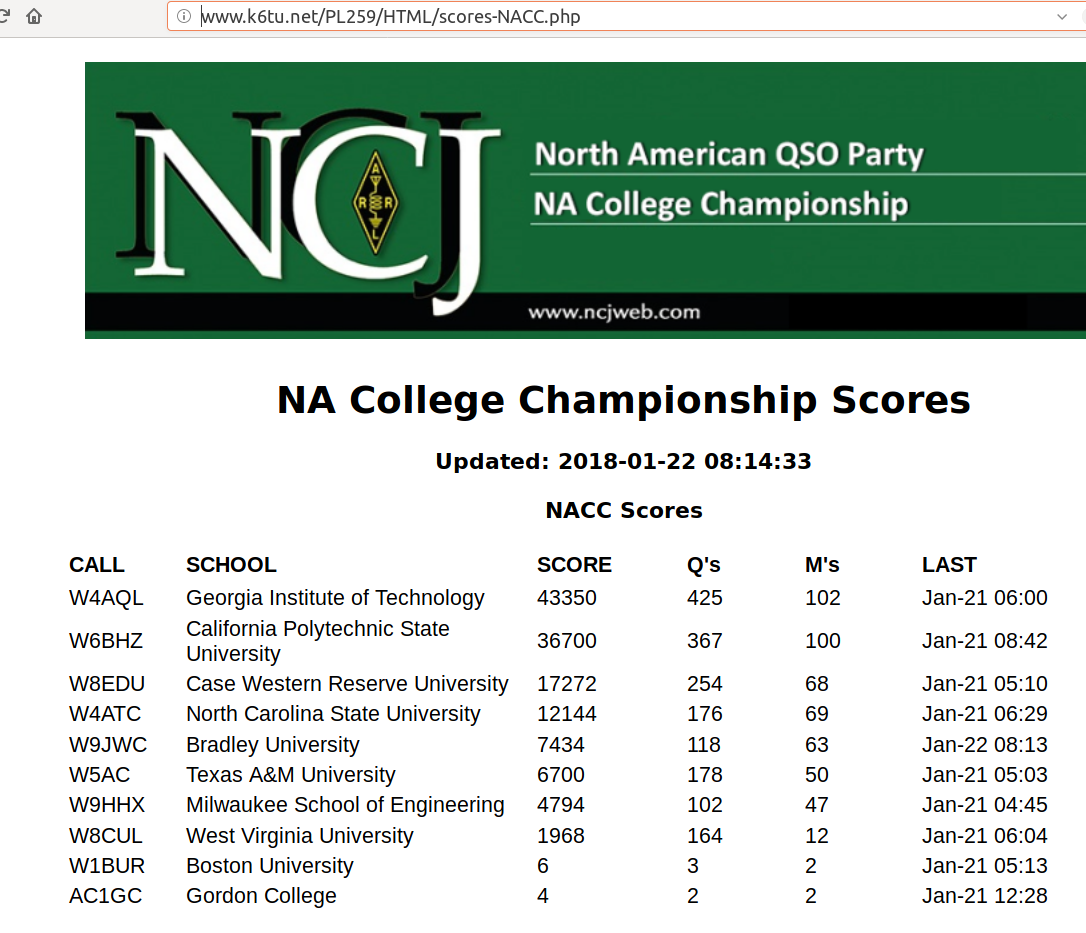 www.k6tu.net/PL259/HTML/scores-NACC.php
NCJ
A
R R
L
North American QSO Party
NA College Championship
www.ncjweb.com
NA College Championship Scores
Updated: 2018-01-22 08:14:33
NACC Scores
CALL SCHOOL SCORE Q's M's LAST
W4AQL Georgia Institute of Technology 43350 425 102 Jan-21 06:00
W6BHZ California Polytechnic State University 36700 367 100 Jan-21 08:42
W8EDU Case Western Reserve University 17272 254 68 Jan-21 05:10
W4ATC North Carolina State University 12144 176 69 Jan-21 06:29
W9JWC Bradley University 7434 118 63 Jan-22 08:13
W5AC Texas A&M University 6700 178 50 Jan-21 05:03
W9HHX Milwaukee School of Engineering 4794 102 47 Jan-21 04:45
W8CUL West Virginia University 1968 164 12 Jan-21 06:04
W1BUR Boston University 6 3 2 Jan-21 05:13
AC1GC Gordon College 4 2 2 Jan-21 12:28